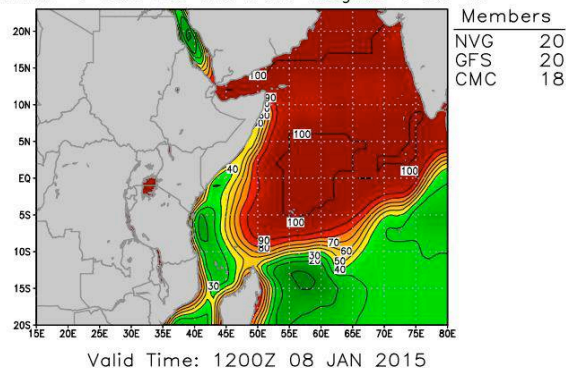 Members
NVG 20
GFS 20
CMC 18
20N
15N
10N
5N
EQ
5S
10S
15S
20S
15E 20E 25E 30E 35E 40E 45E 50E 55E 60E 65E 70E 75E 80E
100
90
60
100
100
40
100
90
80
70
60
50
40
30
20
30
Valid Time: 1200Z 08 JAN 2015